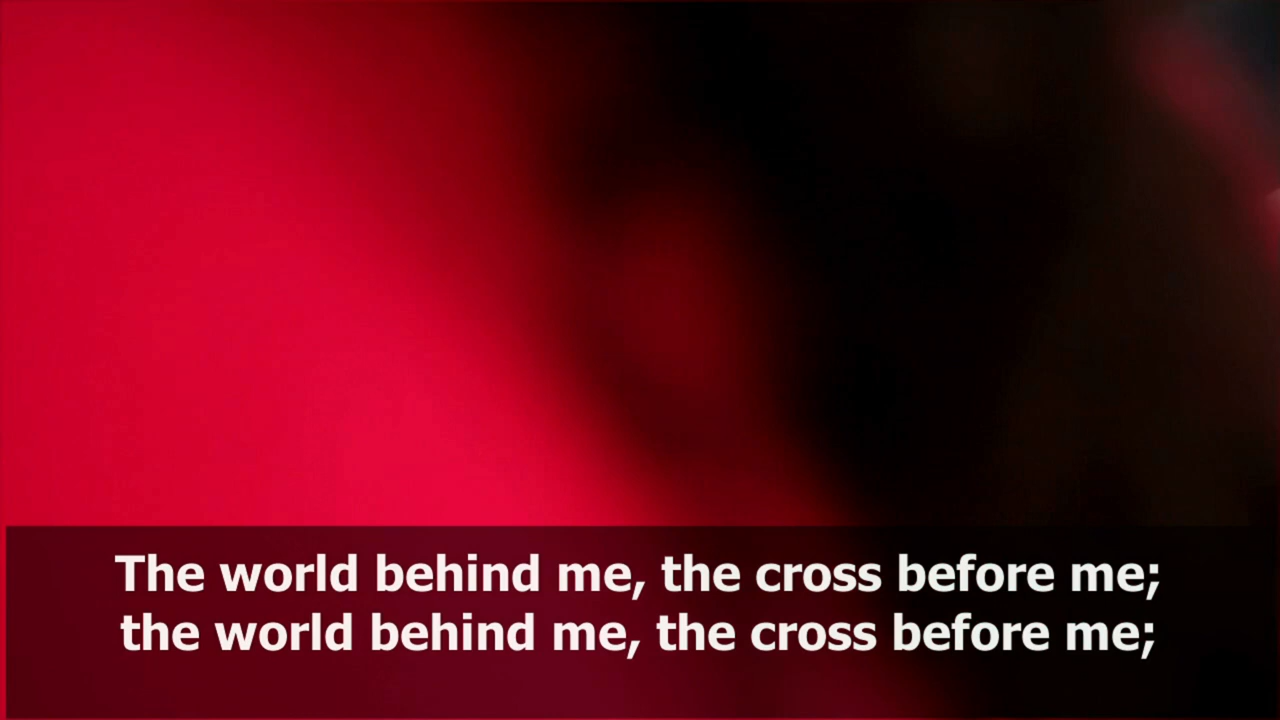 The world behind me, the cross before me;
the world behind me, the cross before me;